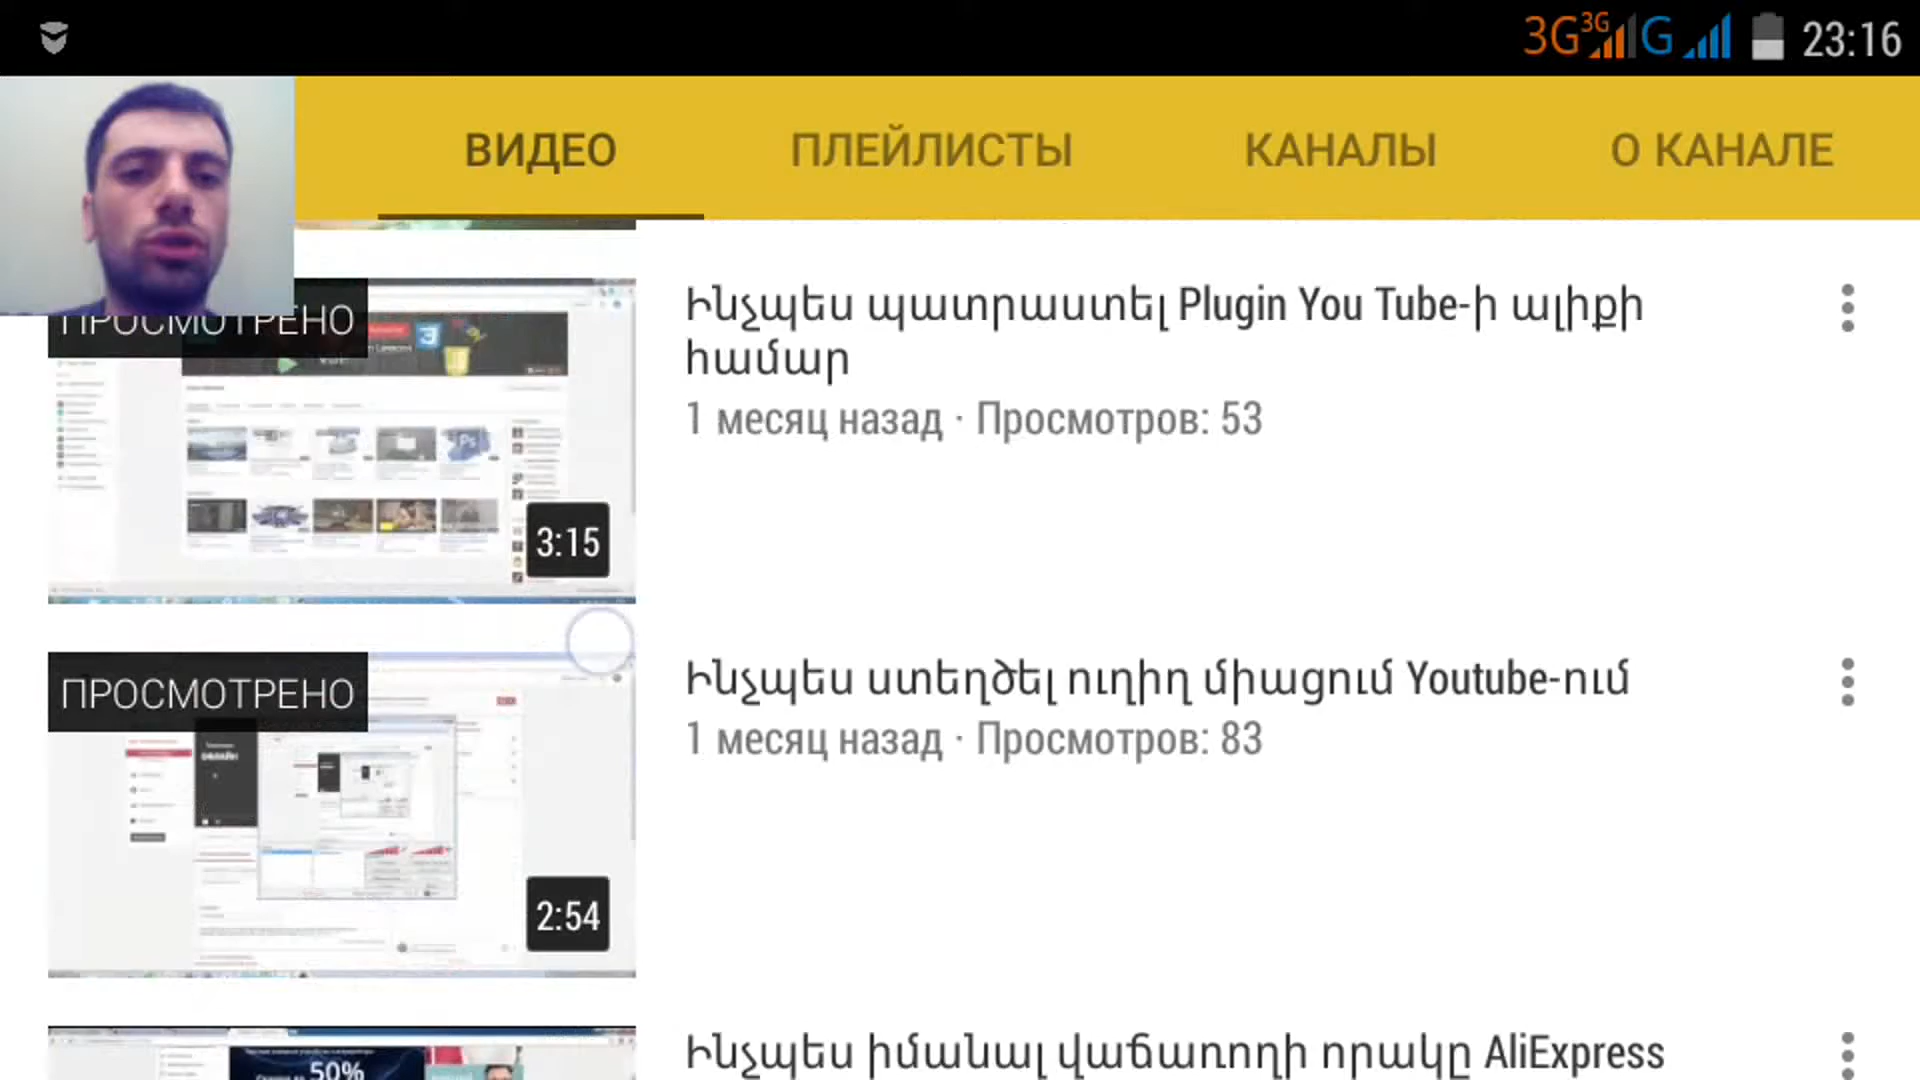 3G 3G G 23:16
ВИДЕО ПЛЕЙЛИСТЫ КАНАЛЫ О КАНАЛЕ
ПРОСМОТРЕНО
Ինչպես պատրաստել Plugin You Tube-ի ալիքի
համար
1 месяц назад · Просмотров: 53
3:15
ПРОСМОТРЕНО
Ինչպես ստեղծել ուղիղ միացում Youtube-ում
1 месяц назад · Просмотров: 83
2:54
Ինչպես իմանալ վաճառողի որակը AliExpress
50%